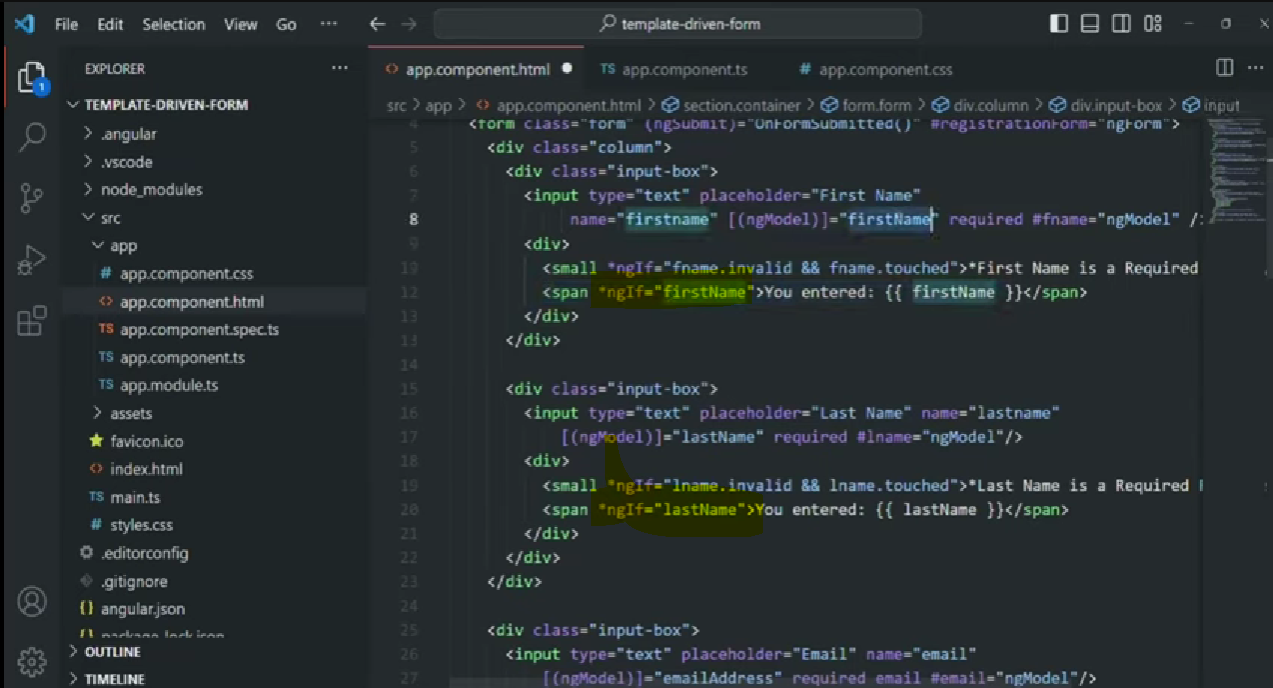 File Edit Selection View Go ··· template-driven-form
EXPLORER ···
app.component.html ● TS app.component.ts # app.component.css ···
TEMPLATE-DRIVEN-FORM
src > app > <> app.component.html > section.container > form.form > div.column > div.input-box > input
1
> .angular
> .vscode
> node_modules
src
app
# app.component.css
<> app.component.html
TS app.component.spec.ts
TS app.component.ts
TS app.module.ts
> assets
favicon.ico
<> index.html
TS main.ts
# styles.css
.editorconfig
.gitignore
{} angular.json
{} package-lock.json
> OUTLINE
> TIMELINE
4 <form class="form" (ngSubmit)="OnFormSubmitted()" #registrationForm="ngForm">
5 <div class="column">
6 <div class="input-box">
7 <input type="text" placeholder="First Name"
8 name="firstname" [(ngModel)]="firstName" required #fname="ngModel" /
9 <div>
<small *ngIf="fname.invalid && fname.touched">*First Name is a Required
12 <span *ngIf="firstName">You entered: {{ firstName }}</span>
13 </div>
13 </div>
14
15 <div class="input-box">
16 <input type="text" placeholder="Last Name" name="lastname"
17 [(ngModel)]="lastName" required #lname="ngModel"/>
18 <div>
19 <small *ngIf="lname.invalid && lname.touched">*Last Name is a Required
20 <span *ngIf="lastName">You entered: {{ lastName }}</span>
21 </div>
22 </div>
23 </div>
24
25 <div class="input-box">
26 <input type="text" placeholder="Email" name="email"
27 [(ngModel)]="emailAddress" required email #email="ngModel"/>